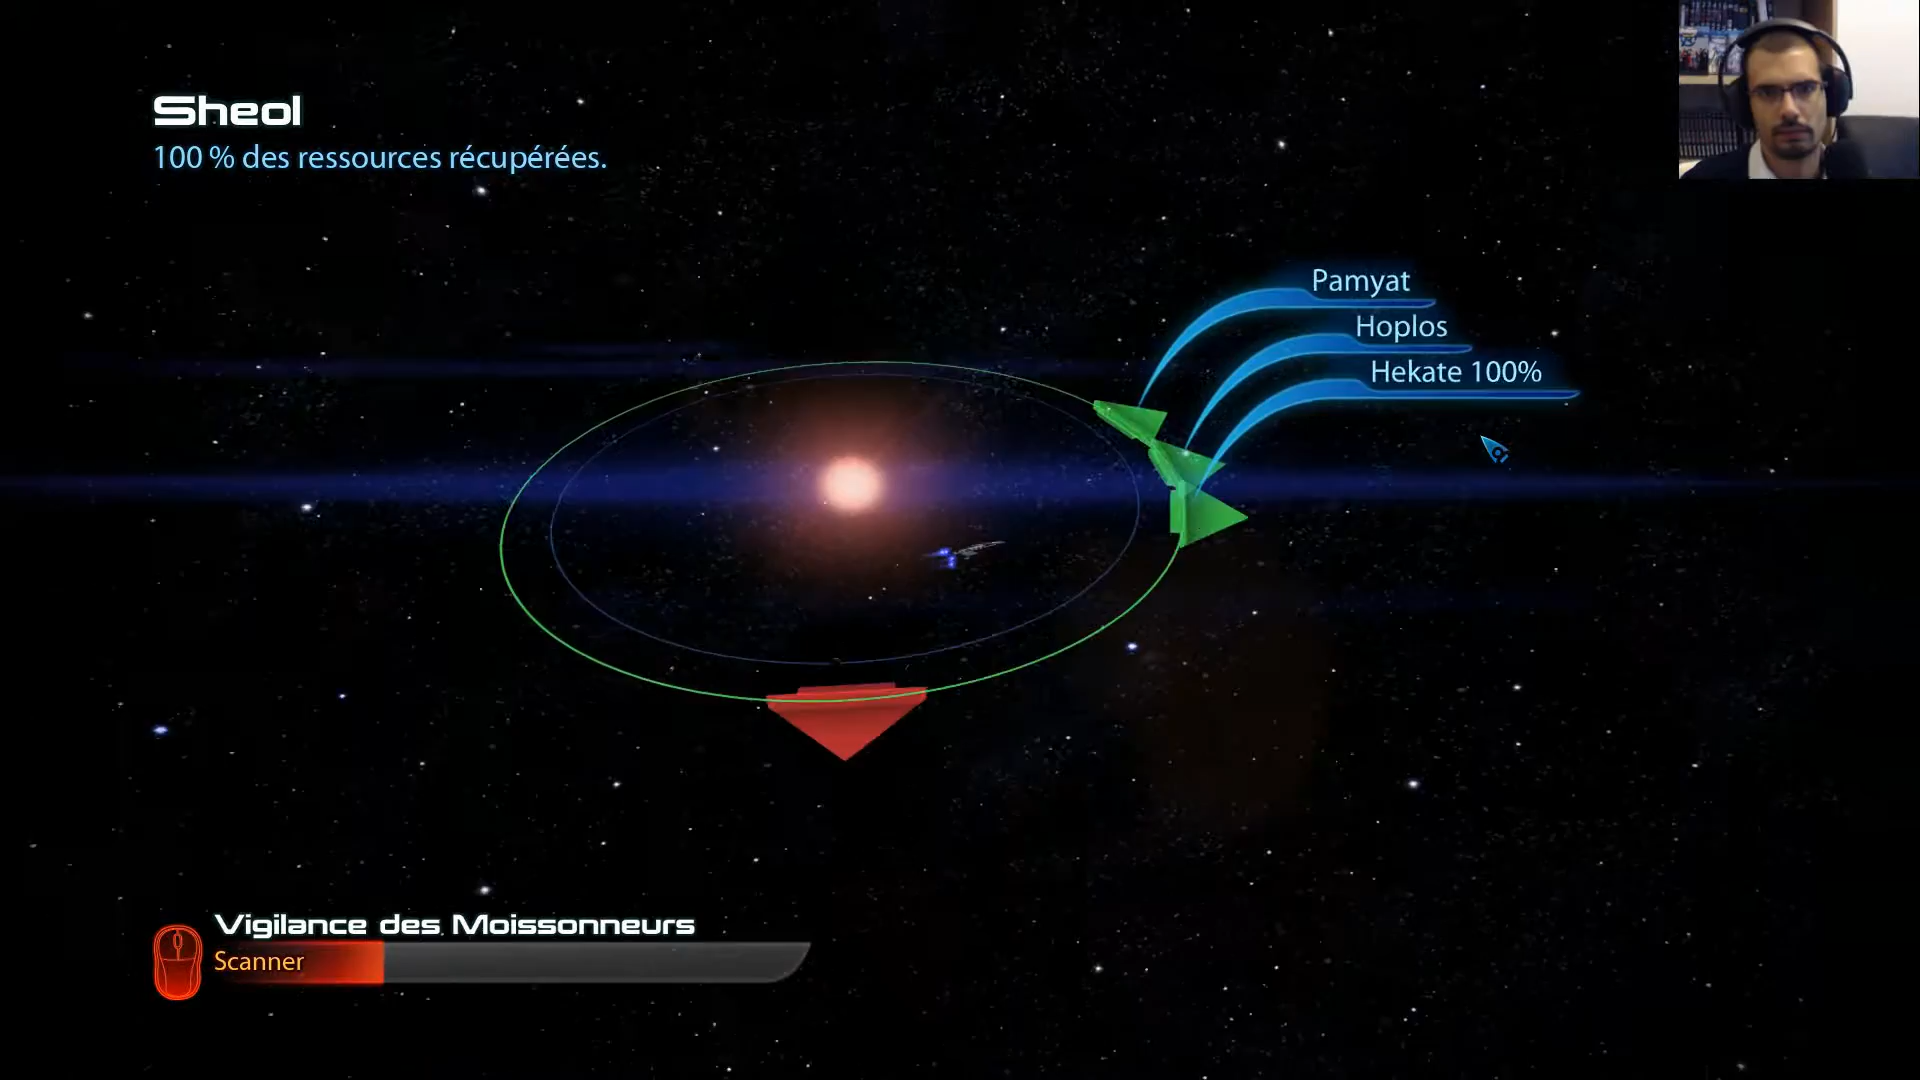 Sheol
100 % des ressources récupérées.
Pamyat
Hoplos
Hekate 100%
Vigilance des Moissonneurs
Scanner